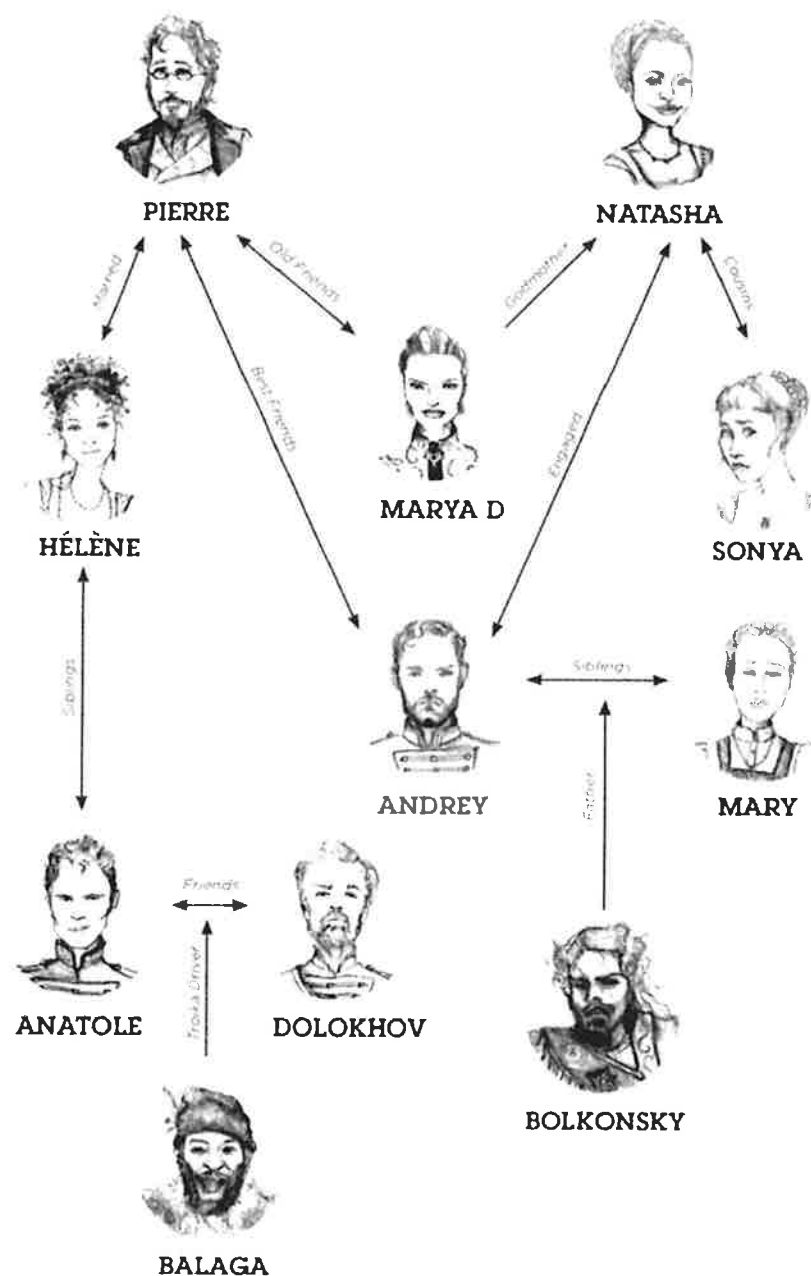 PIERRE
NATASHA
Married
Old Friends
Godmother
Cousins
Best Friends
Engaged
HÉLÈNE
MARYA D
SONYA
Siblings
Siblings
ANDREY
MARY
Father
Friends
ANATOLE
DOLOKHOV
Troika Driver
BOLKONSKY
BALAGA